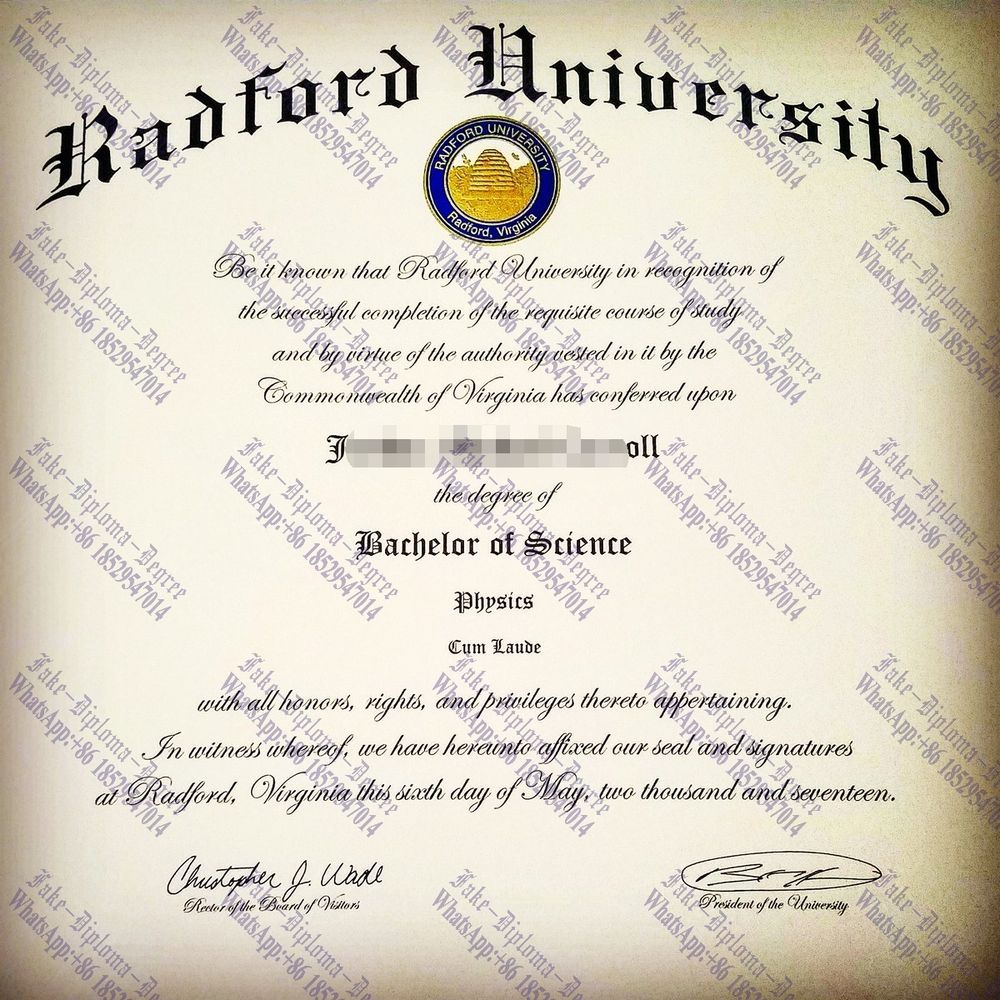 Radford University
RADFORD UNIVERSITY
Radford, Virginia
Be it known that Radford University in recognition of
the successful completion of the requisite course of study
and by virtue of the authority vested in it by the
Commonwealth of Virginia has conferred upon
the degree of
Bachelor of Science
Physics
Cum Laude
with all honors, rights, and privileges thereto appertaining.
In witness whereof, we have hereunto affixed our seal and signatures
at Radford, Virginia this sixth day of May, two thousand and seventeen.
Christopher J. Wade
Rector of the Board of Visitors
President of the University
Fake-Diploma-Degree
WhatsApp:+86 18529547014